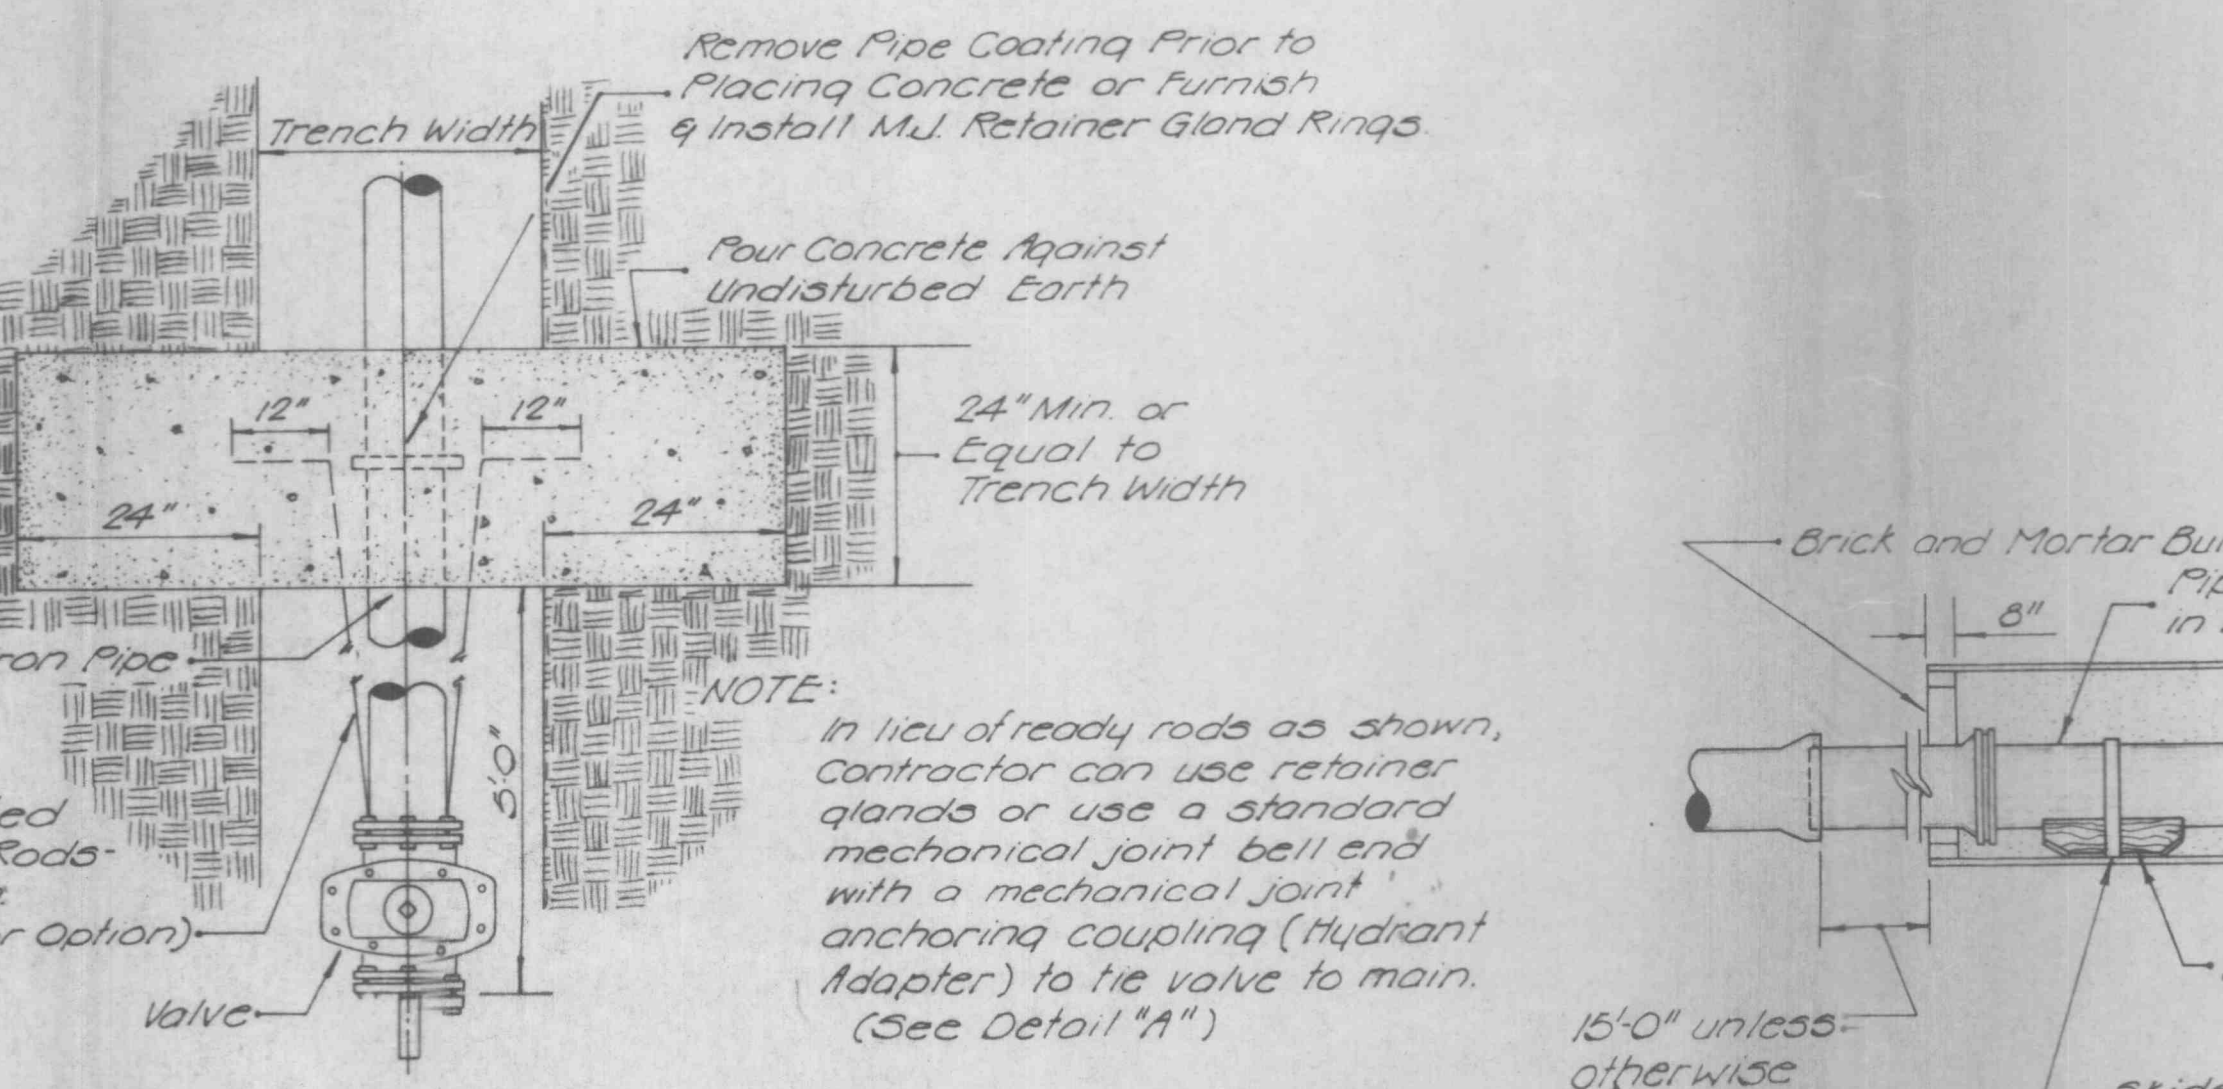 Remove Pipe Coating Prior to
Placing Concrete or Furnish
& Install M.J. Retainer Gland Rings.
Trench Width
Pour Concrete Against
Undisturbed Earth
12"
12"
24" Min. or
Equal to
Trench Width
24"
24"
Pipe
5'-0"
NOTE:
In lieu of ready rods as shown,
Contractor can use retainer
glands or use a standard
mechanical joint bell end
with a mechanical joint
anchoring coupling (Hydrant
Adapter) to tie valve to main.
(See Detail "A")
Rods-
Option)
Valve
Brick and Mortar
8"
in
15'-0" unless
otherwise